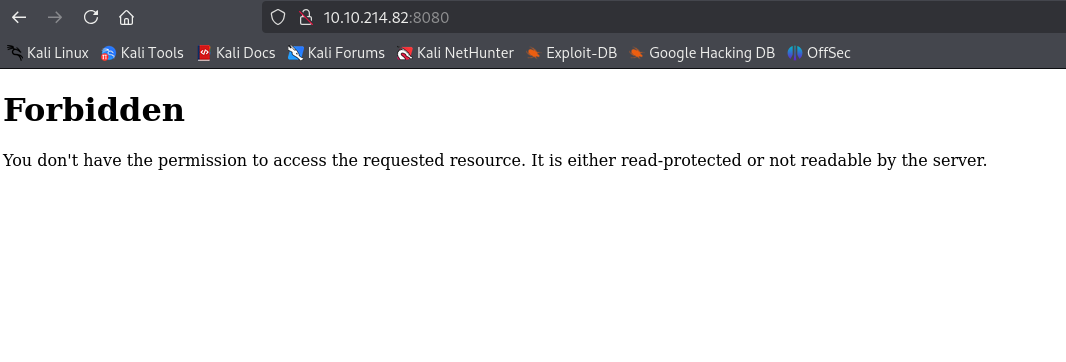 10.10.214.82:8080
Kali Linux Kali Tools Kali Docs Kali Forums Kali NetHunter Exploit-DB Google Hacking DB OffSec
Forbidden
You don't have the permission to access the requested resource. It is either read-protected or not readable by the server.